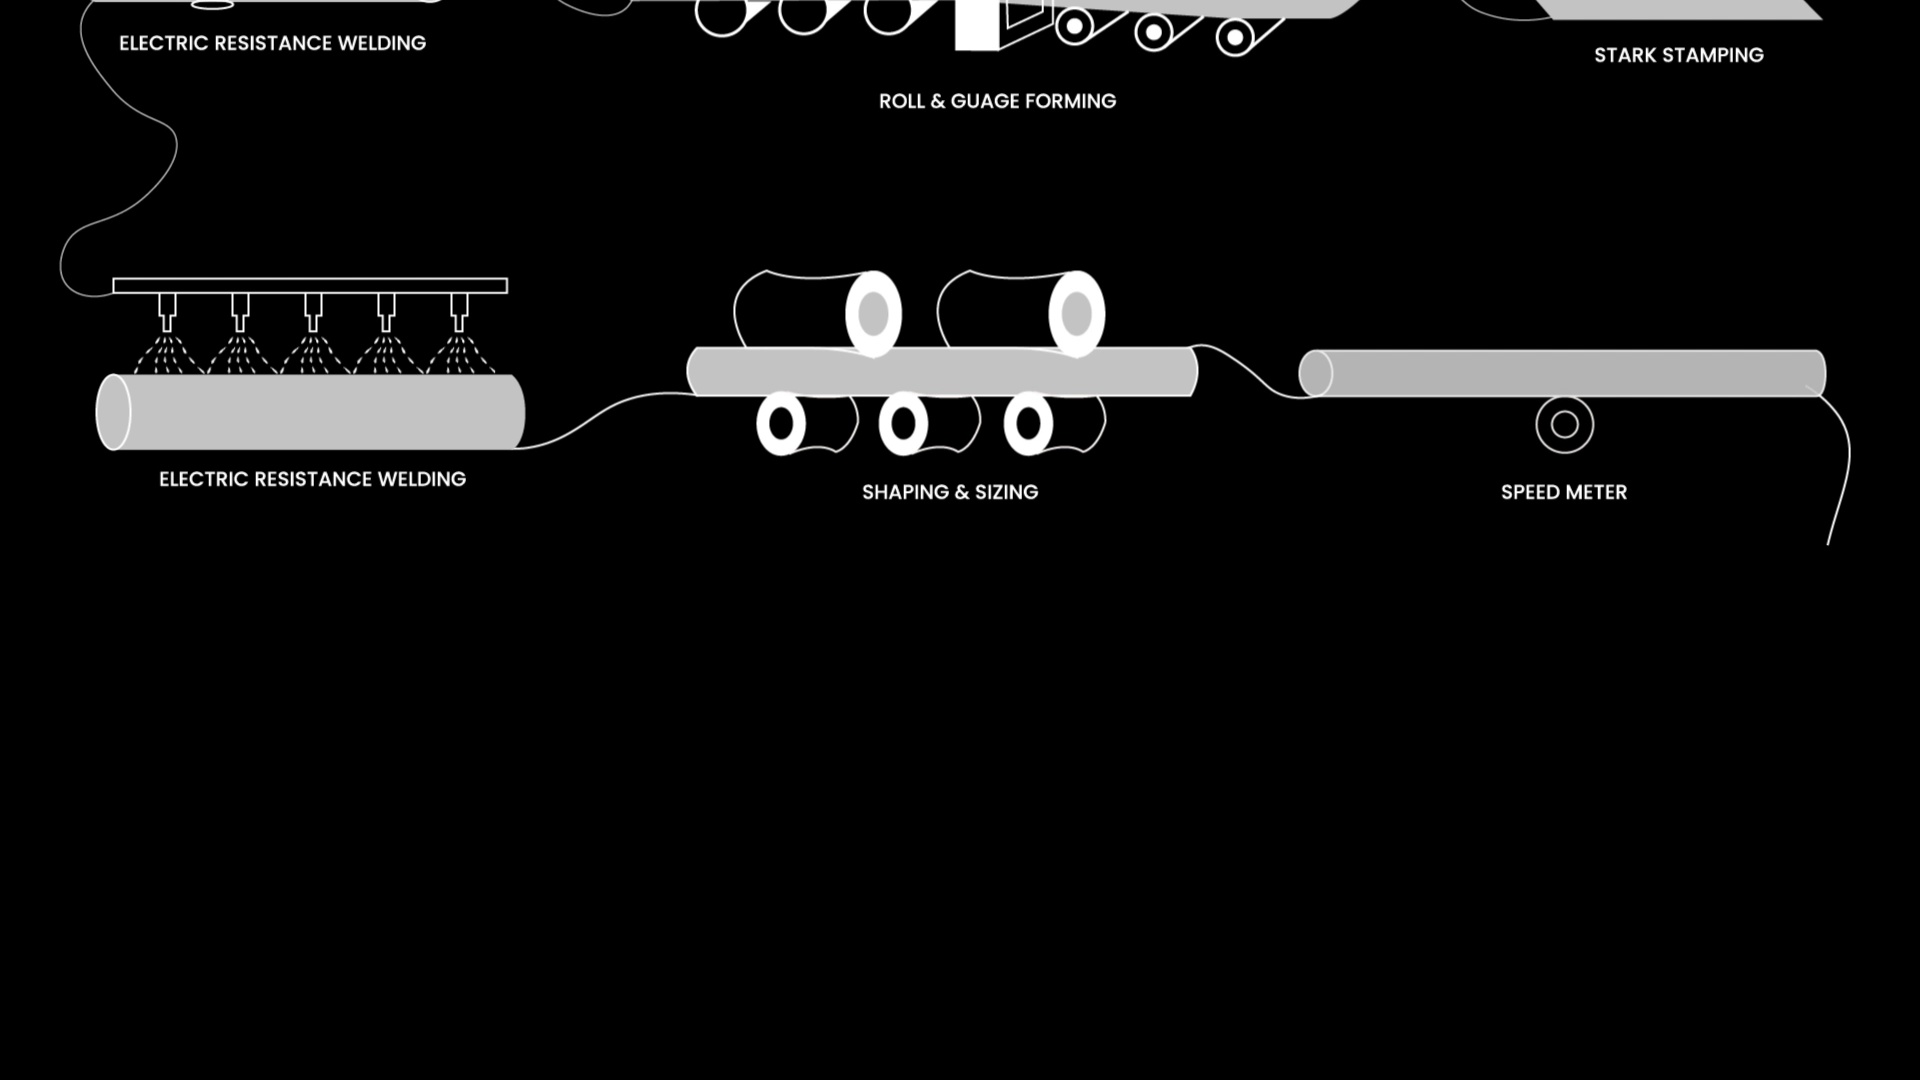 ELECTRIC RESISTANCE WELDING
STARK STAMPING
ROLL & GUAGE FORMING
ELECTRIC RESISTANCE WELDING
SHAPING & SIZING
SPEED METER